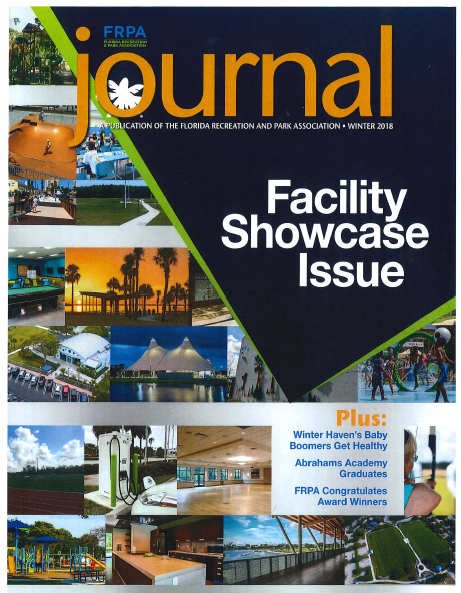 FRPA
FLORIDA RECREATION
& PARK ASSOCIATION
journal
• A PUBLICATION OF THE FLORIDA RECREATION AND PARK ASSOCIATION • WINTER 2018
Facility
Showcase
Issue
Plus:
Winter Haven's Baby
Boomers Get Healthy
Abrahams Academy
Graduates
FRPA Congratulates
Award Winners